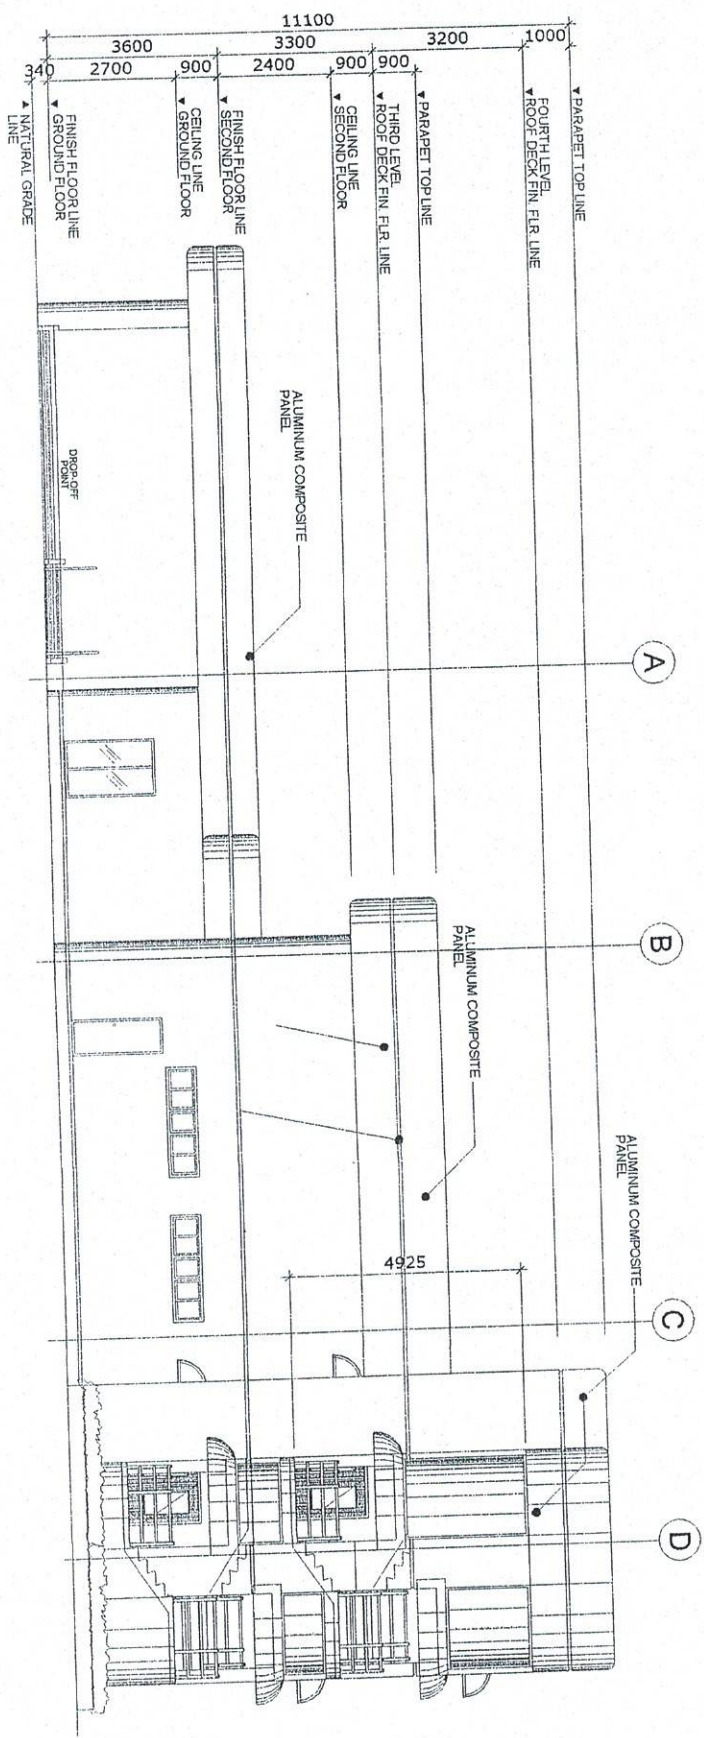 11100
3600
3300
3200
1000
340
2700
900
2400
900
900
▼ PARAPET TOP LINE
FOURTH LEVEL
▼ ROOF DECK FIN. FLR. LINE
▼ PARAPET TOP LINE
THIRD LEVEL
▼ ROOF DECK FIN. FLR. LINE
CEILING LINE
▼ SECOND FLOOR
FINISH FLOOR LINE
▼ SECOND FLOOR
CEILING LINE
▼ GROUND FLOOR
FINISH FLOOR LINE
▼ GROUND FLOOR
▲ NATURAL GRADE
LINE
ALUMINUM COMPOSITE
PANEL
DROP-OFF
POINT
A
B
ALUMINUM COMPOSITE
PANEL
ALUMINUM COMPOSITE
PANEL
4925
C
D